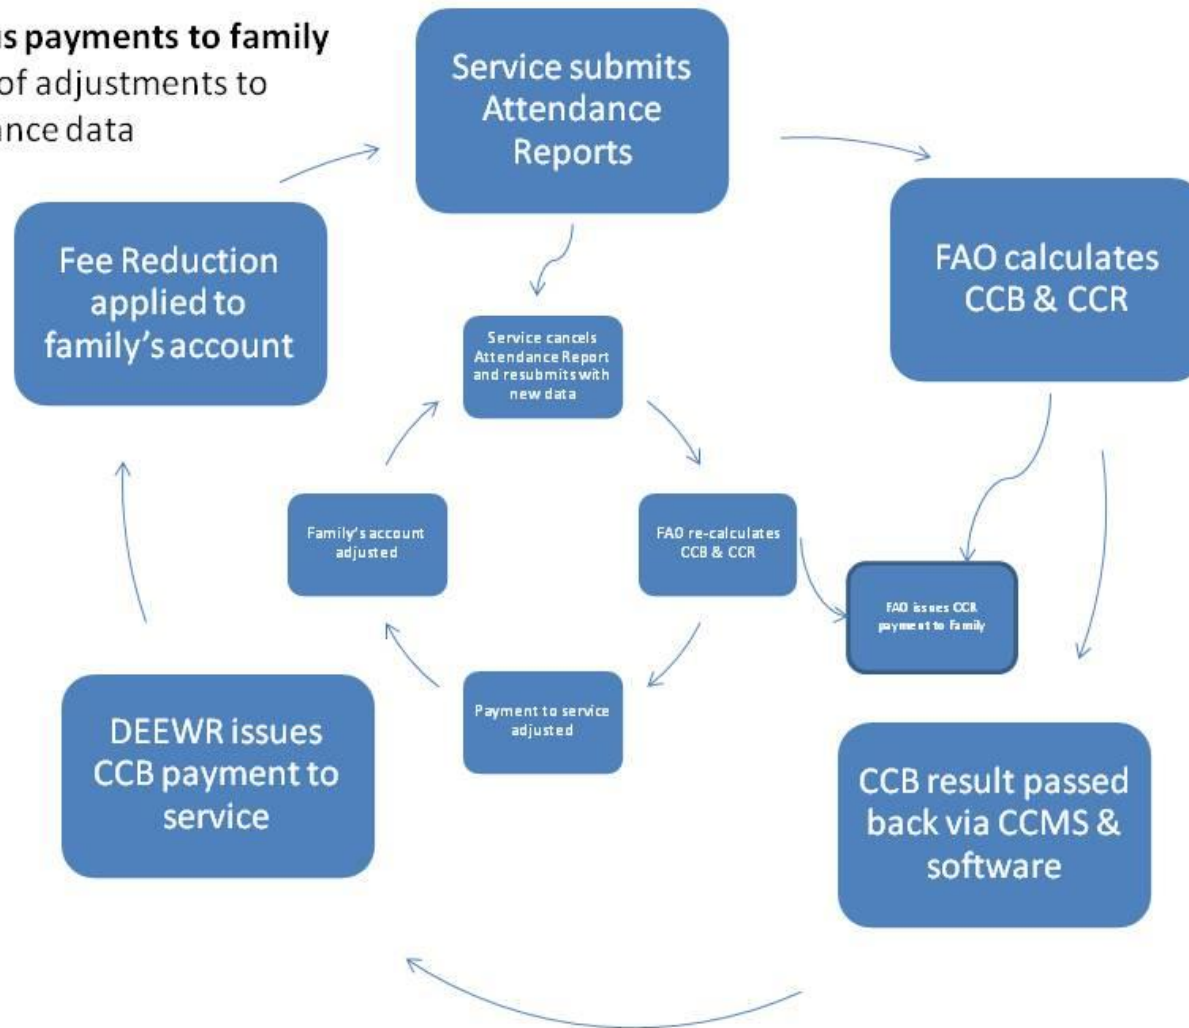 payments to family
of adjustments to
data
Service submits
Attendance
Reports
Fee Reduction
applied to
family's account
FAO calculates
CCB & CCR
Service cancels
Attendance Report
and resubmits with
new data
Family's account
adjusted
FAO re-calculates
CCB & CCR
FAO issues CCR
payment to Family
Payment to service
adjusted
DEEWR issues
CCB payment to
service
CCB result passed
back via CCMS &
software